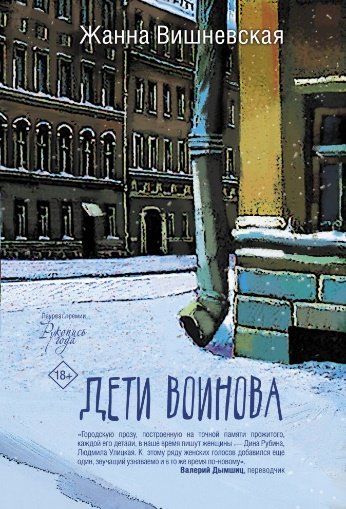 Жанна Вишневская
Лауреат премии
Рукопись
года
18+
ДЕТИ ВОИНОВА
«Городскую прозу, построенную на точной памяти прожитого,
каждой его детали, в наше время пишут женщины — Дина Рубина,
Людмила Улицкая. К этому ряду женских голосов добавился еще
один, звучащий узнаваемо и в то же время по-новому».
Валерий Дымшиц, переводчик